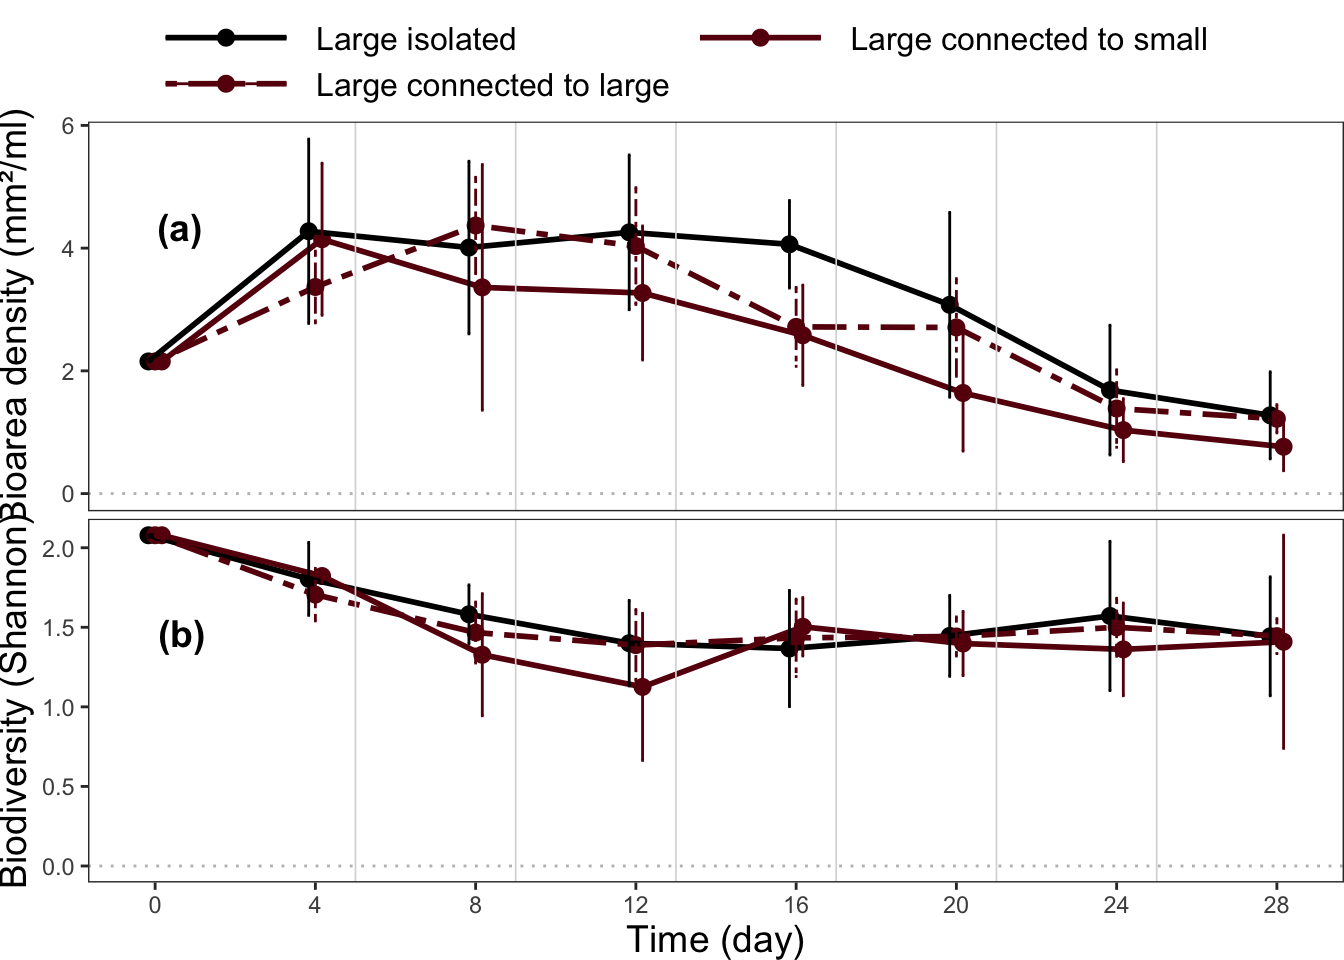 Large isolated
Large connected to small
Large connected to large
Bioarea density (mm²/ml)
6
4
2
0
(a)
Biodiversity (Shannon)
2.0
1.5
1.0
0.5
0.0
(b)
0 4 8 12 16 20 24 28
Time (day)